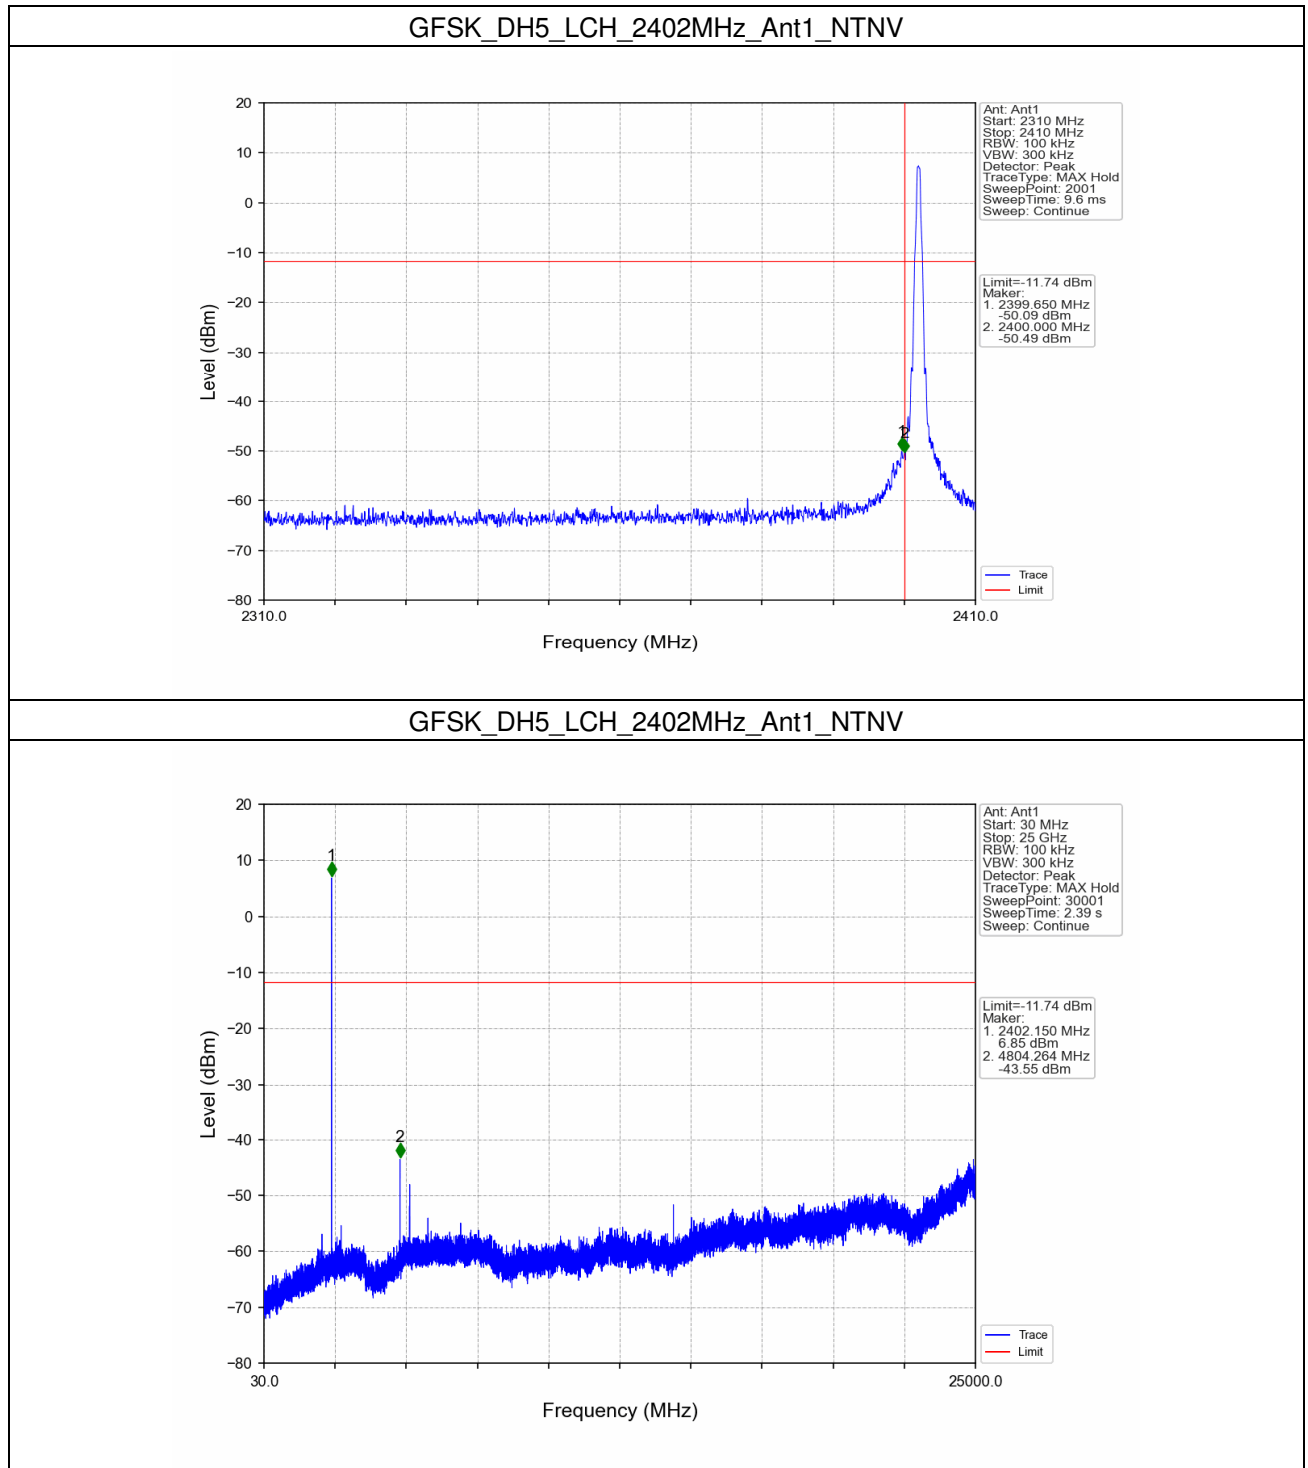 GFSK_DH5_LCH_2402MHz_Ant1_NTNV
20
10
0
−10
−20
−30
−40
−50
−60
−70
−80
Level (dBm)
1
2
2310.0
2410.0
Frequency (MHz)
Ant: Ant1
Start: 2310 MHz
Stop: 2410 MHz
RBW: 100 kHz
VBW: 300 kHz
Detector: Peak
TraceType: MAX Hold
SweepPoint: 2001
SweepTime: 9.6 ms
Sweep: Continue
Limit=-11.74 dBm
Maker:
1. 2399.650 MHz
-50.09 dBm
2. 2400.000 MHz
-50.49 dBm
Trace
Limit
GFSK_DH5_LCH_2402MHz_Ant1_NTNV
20
10
0
−10
−20
−30
−40
−50
−60
−70
−80
Level (dBm)
1
2
30.0
25000.0
Frequency (MHz)
Ant: Ant1
Start: 30 MHz
Stop: 25 GHz
RBW: 100 kHz
VBW: 300 kHz
Detector: Peak
TraceType: MAX Hold
SweepPoint: 30001
SweepTime: 2.39 s
Sweep: Continue
Limit=-11.74 dBm
Maker:
1. 2402.150 MHz
6.85 dBm
2. 4804.264 MHz
-43.55 dBm
Trace
Limit